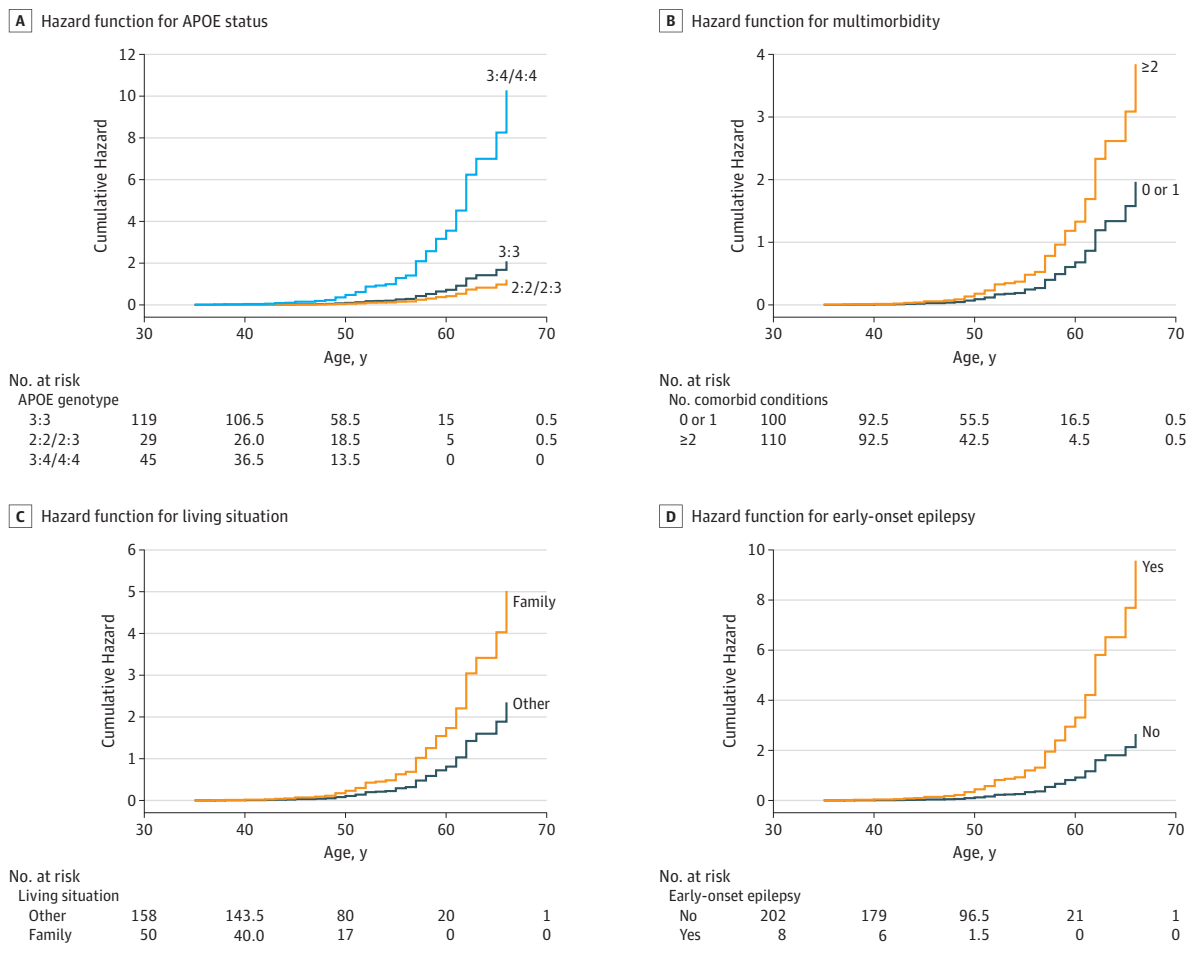 A Hazard function for APOE status
12
10
8
6
4
2
0
Cumulative Hazard
3:4/4:4
3:3
2:2/2:3
30 40 50 60 70
Age, y
No. at risk
APOE genotype
3:3 119 106.5 58.5 15 0.5
2:2/2:3 29 26.0 18.5 5 0.5
3:4/4:4 45 36.5 13.5 0 0
B Hazard function for multimorbidity
4
3
2
1
0
Cumulative Hazard
≥2
0 or 1
30 40 50 60 70
Age, y
No. at risk
No. comorbid conditions
0 or 1 100 92.5 55.5 16.5 0.5
≥2 110 92.5 42.5 4.5 0.5
C Hazard function for living situation
6
5
4
3
2
1
0
Cumulative Hazard
Family
Other
30 40 50 60 70
Age, y
No. at risk
Living situation
Other 158 143.5 80 20 1
Family 50 40.0 17 0 0
D Hazard function for early-onset epilepsy
10
8
6
4
2
0
Cumulative Hazard
Yes
No
30 40 50 60 70
Age, y
No. at risk
Early-onset epilepsy
No 202 179 96.5 21 1
Yes 8 6 1.5 0 0